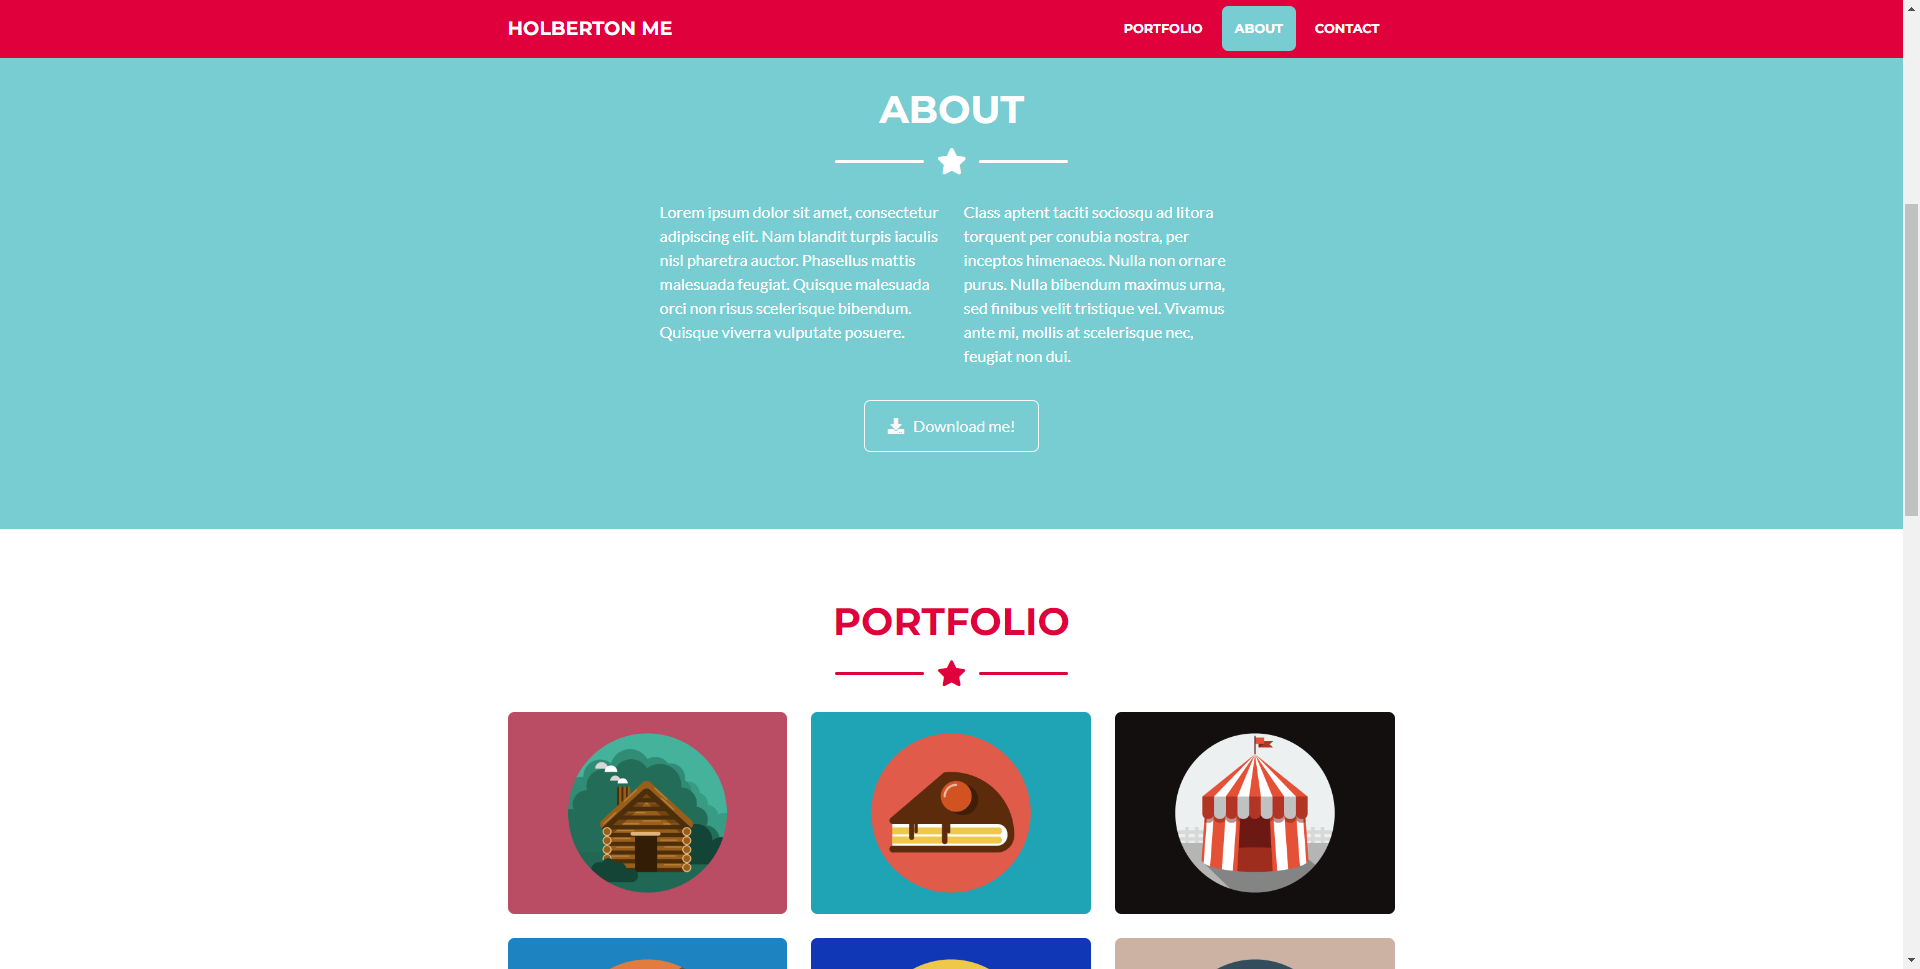 HOLBERTON ME
PORTFOLIO
ABOUT
CONTACT
ABOUT
Lorem ipsum dolor sit amet, consectetur
adipiscing elit. Nam blandit turpis iaculis
nisl pharetra auctor. Phasellus mattis
malesuada feugiat. Quisque malesuada
orci non risus scelerisque bibendum.
Quisque viverra vulputate posuere.
Class aptent taciti sociosqu ad litora
torquent per conubia nostra, per
inceptos himenaeos. Nulla non ornare
purus. Nulla bibendum maximus urna,
sed finibus velit tristique vel. Vivamus
ante mi, mollis at scelerisque nec,
feugiat non dui.
Download me!
PORTFOLIO